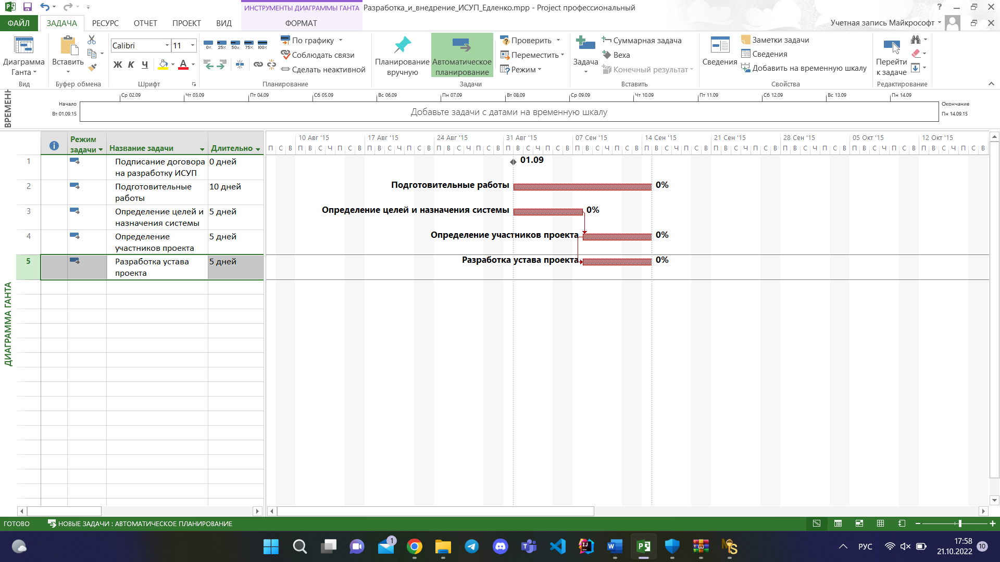 ИНСТРУМЕНТЫ ДИАГРАММЫ ГАНТА
Разработка_и_внедрение_ИСУП_Едленко.mpp - Project профессиональный
ФАЙЛ ЗАДАЧА РЕСУРС ОТЧЕТ ПРОЕКТ ВИД ФОРМАТ
Учетная запись Майкрософт
Диаграмма
Ганта
Вид
Вставить
Буфер обмена
Calibri 11
Ж К Ч А
Шрифт
0% 25% 50% 75% 100%
По графику
Соблюдать связи
Сделать неактивной
Планирование
Планирование
вручную
Автоматическое
планирование
Проверить
Переместить
Режим
Задачи
Задача
Суммарная задача
Веха
Конечный результат
Вставить
Сведения
Заметки задачи
Сведения
Добавить на временную шкалу
Свойства
Перейти
к задаче
Редактирование
ВРЕМЕНН
Ср 02.09 Чт 03.09 Пт 04.09 Сб 05.09 Вс 06.09 Пн 07.09 Вт 08.09 Ср 09.09 Чт 10.09 Пт 11.09 Сб 12.09 Вс 13.09 Пн 14.09
Начало
Вт 01.09.15
Добавьте задачи с датами на временную шкалу
Окончание
Пн 14.09.15
Режим
задачи
Название задачи
Длительно
10 Авг '15 17 Авг '15 24 Авг '15 31 Авг '15 07 Сен '15 14 Сен '15 21 Сен '15 28 Сен '15 05 Окт '15 12 Окт '15
П С В П В С Ч П С В П В С Ч П С В П В С Ч П С В П В С Ч П С В П В С Ч П С В П В С Ч П С В П В С Ч П С В П В С Ч П С В П В С Ч П С В П В С Ч П С В
1 Подписание договора 0 дней
на разработку ИСУП
01.09
2 Подготовительные 10 дней
работы
Подготовительные работы 0%
3 Определение целей и 5 дней
назначения системы
Определение целей и назначения системы 0%
4 Определение 5 дней
участников проекта
Определение участников проекта 0%
5 Разработка устава 5 дней
проекта
Разработка устава проекта 0%
ДИАГРАММА ГАНТА
ГОТОВО
НОВЫЕ ЗАДАЧИ : АВТОМАТИЧЕСКОЕ ПЛАНИРОВАНИЕ
1
РУС
17:58
21.10.2022
10